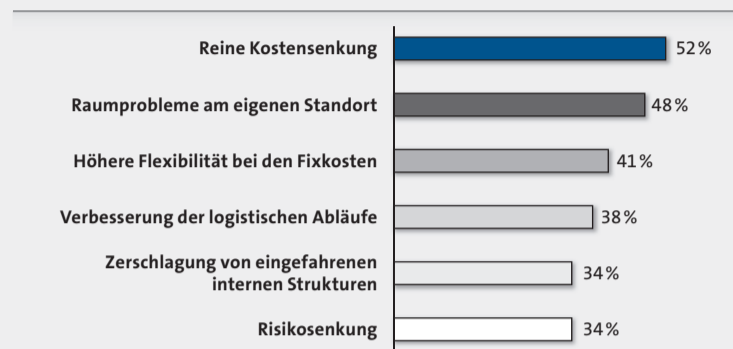 Reine Kostensenkung 52 %
Raumprobleme am eigenen Standort 48 %
Höhere Flexibilität bei den Fixkosten 41 %
Verbesserung der logistischen Abläufe 38 %
Zerschlagung von eingefahrenen
internen Strukturen 34 %
Risikosenkung 34 %